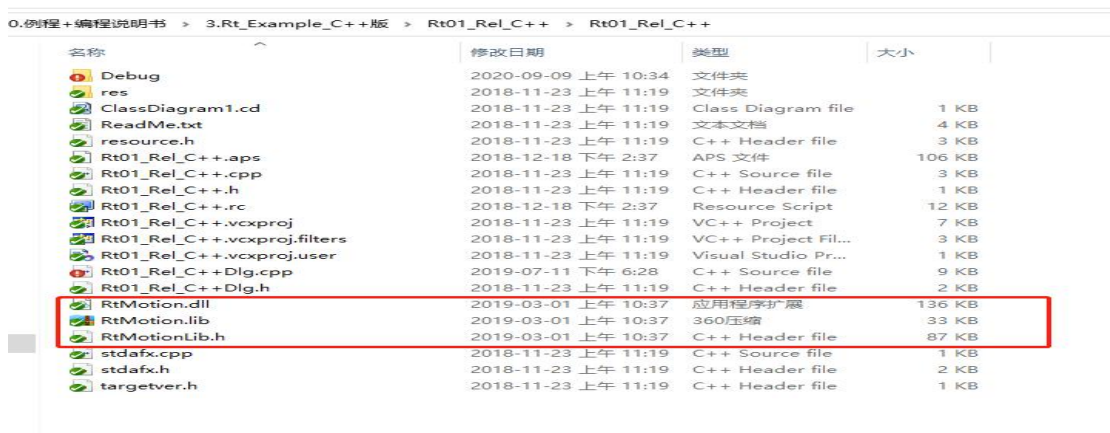 0.例程+编程说明书 > 3.Rt_Example_C++版 > Rt01_Rel_C++ > Rt01_Rel_C++
名称 修改日期 类型 大小
Debug 2020-09-09 上午 10:34 文件夹
res 2018-11-23 上午 11:19 文件夹
ClassDiagram1.cd 2018-11-23 上午 11:19 Class Diagram file 1 KB
ReadMe.txt 2018-11-23 上午 11:19 文本文档 4 KB
resource.h 2018-11-23 上午 11:19 C++ Header file 3 KB
Rt01_Rel_C++.aps 2018-12-18 下午 2:37 APS 文件 106 KB
Rt01_Rel_C++.cpp 2018-11-23 上午 11:19 C++ Source file 3 KB
Rt01_Rel_C++.h 2018-11-23 上午 11:19 C++ Header file 1 KB
Rt01_Rel_C++.rc 2018-12-18 下午 2:37 Resource Script 12 KB
Rt01_Rel_C++.vcxproj 2018-11-23 上午 11:19 VC++ Project 7 KB
Rt01_Rel_C++.vcxproj.filters 2018-11-23 上午 11:19 VC++ Project Fil... 3 KB
Rt01_Rel_C++.vcxproj.user 2018-11-23 上午 11:19 Visual Studio Pr... 1 KB
Rt01_Rel_C++Dlg.cpp 2019-07-11 下午 6:28 C++ Source file 9 KB
Rt01_Rel_C++Dlg.h 2018-11-23 上午 11:19 C++ Header file 2 KB
RtMotion.dll 2019-03-01 上午 10:37 应用程序扩展 136 KB
RtMotion.lib 2019-03-01 上午 10:37 360压缩 33 KB
RtMotionLib.h 2019-03-01 上午 10:37 C++ Header file 87 KB
stdafx.cpp 2018-11-23 上午 11:19 C++ Source file 1 KB
stdafx.h 2018-11-23 上午 11:19 C++ Header file 2 KB
targetver.h 2018-11-23 上午 11:19 C++ Header file 1 KB